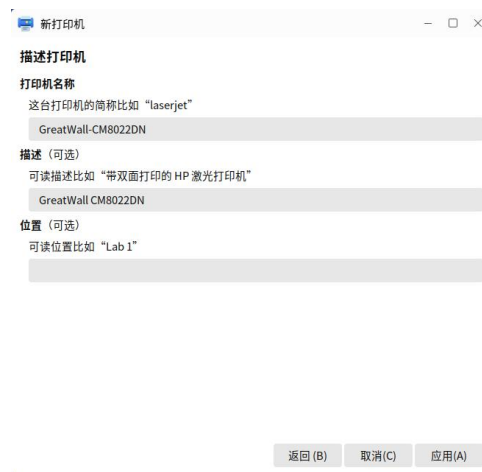 新打印机
描述打印机
打印机名称
这台打印机的简称比如“laserjet”
GreatWall-CM8022DN
描述（可选）
可读描述比如“带双面打印的 HP 激光打印机”
GreatWall CM8022DN
位置（可选）
可读位置比如“Lab 1”
返回 (B) 取消(C) 应用(A)